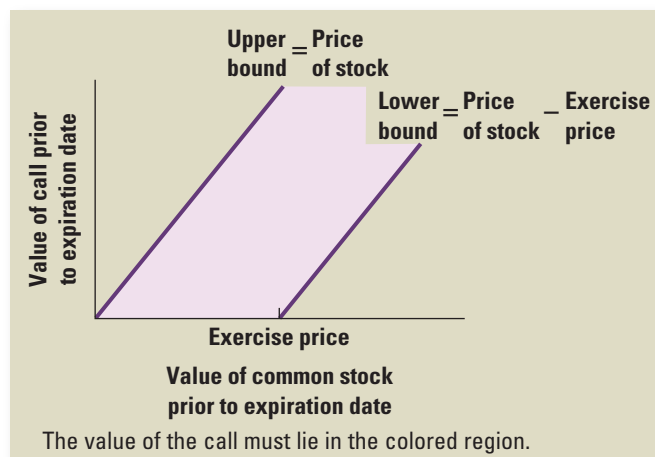 Upper = Price
bound of stock
Lower = Price − Exercise
bound of stock price
Value of call prior
to expiration date
Exercise price
Value of common stock
prior to expiration date
The value of the call must lie in the colored region.